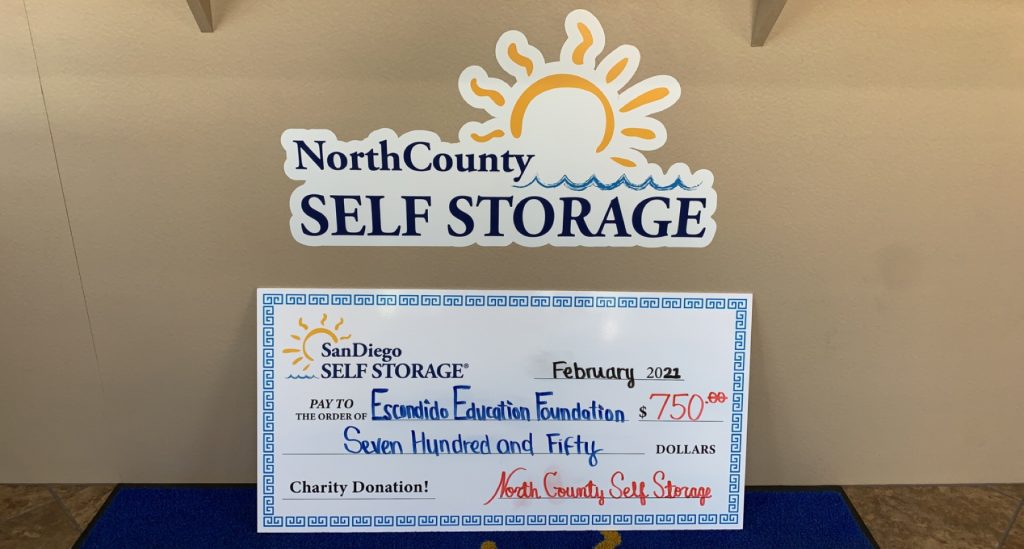 NorthCounty
SELF STORAGE
SanDiego
SELF STORAGE®
February 2021
PAY TO
THE ORDER OF Escondido Education Foundation $ 750.00
Seven Hundred and Fifty DOLLARS
Charity Donation! North County Self Storage